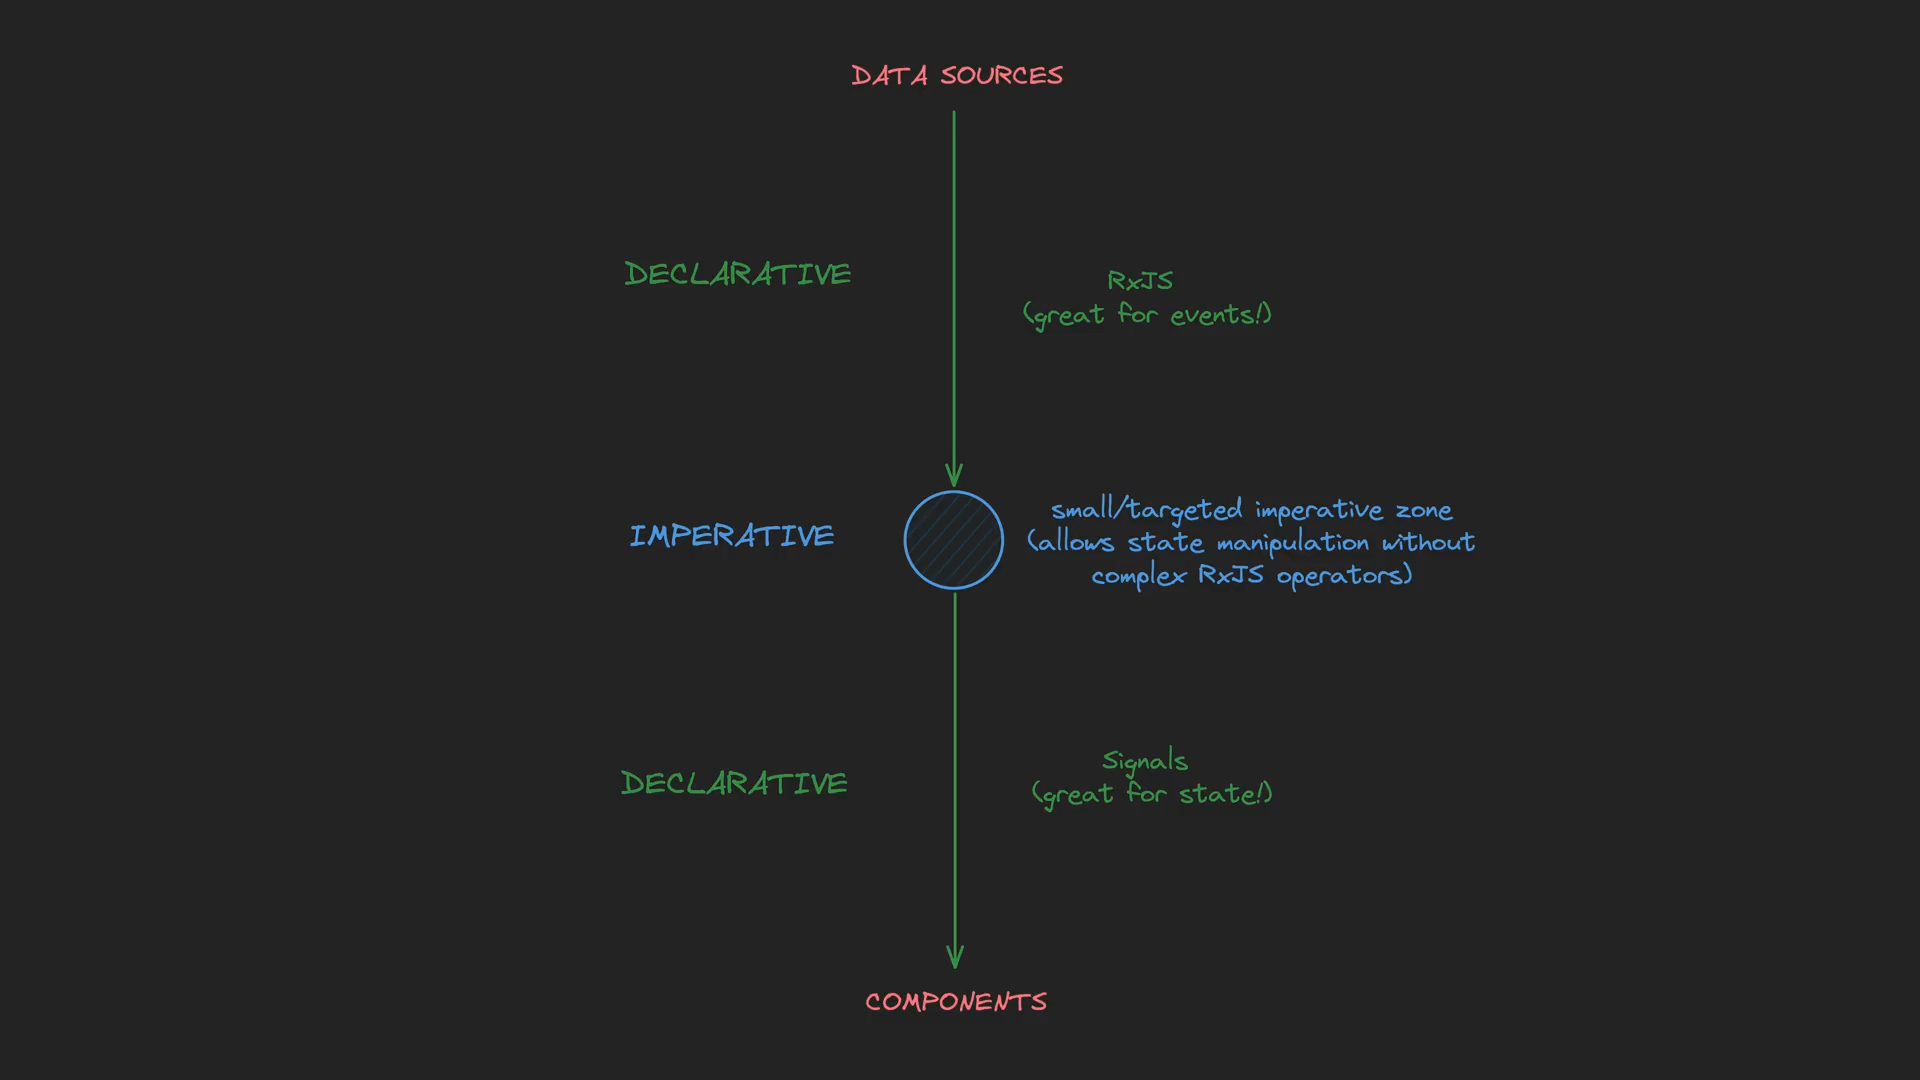 DATA SOURCES
DECLARATIVE
RxJS
(great for events!)
IMPERATIVE
small/targeted imperative zone
(allows state manipulation without
complex RxJS operators)
DECLARATIVE
Signals
(great for state!)
COMPONENTS